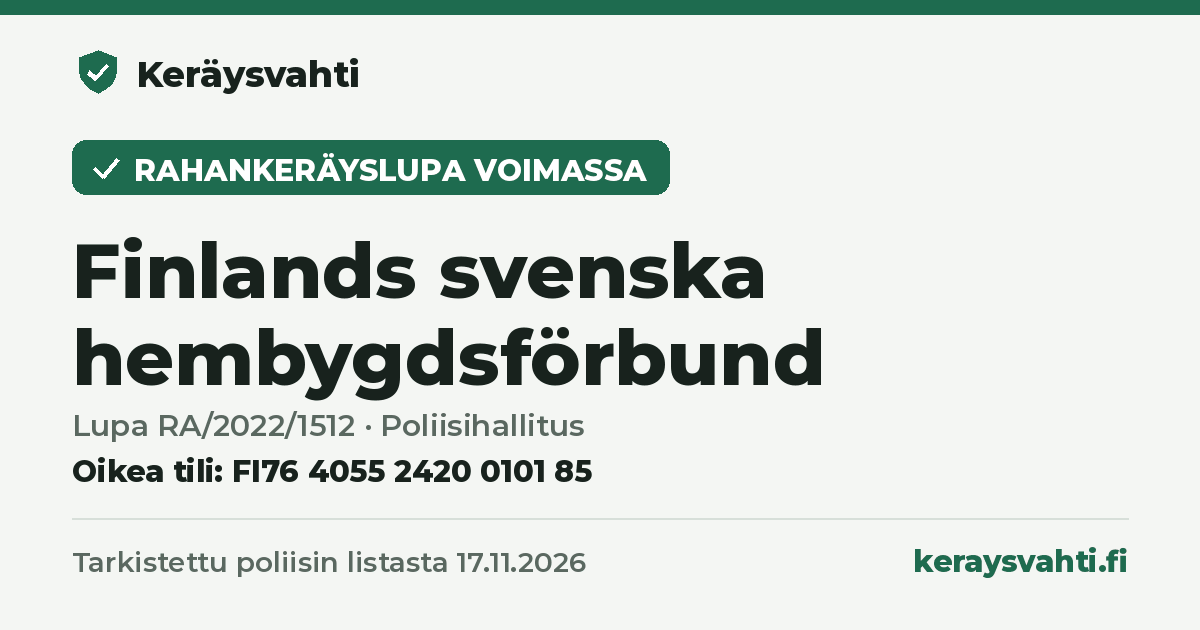 Keräysvahti
RAHANKERÄYSLUPA VOIMASSA
Finlands svenska
hembygdsförbund
Lupa RA/2022/1512 · Poliisihallitus
Oikea tili: FI76 4055 2420 0101 85
Tarkistettu poliisin listasta 17.11.2026
keraysvahti.fi